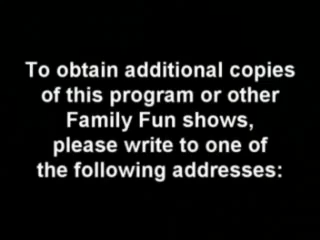 To obtain additional copies
of this program or other
Family Fun shows,
please write to one of
the following addresses: